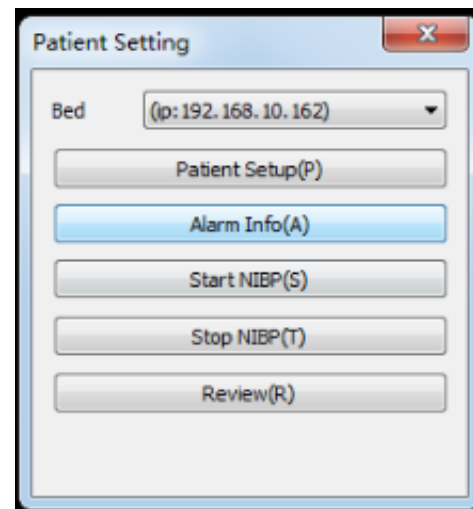 Patient Setting
Bed (ip:192.168.10.162)
Patient Setup(P)
Alarm Info(A)
Start NIBP(S)
Stop NIBP(T)
Review(R)